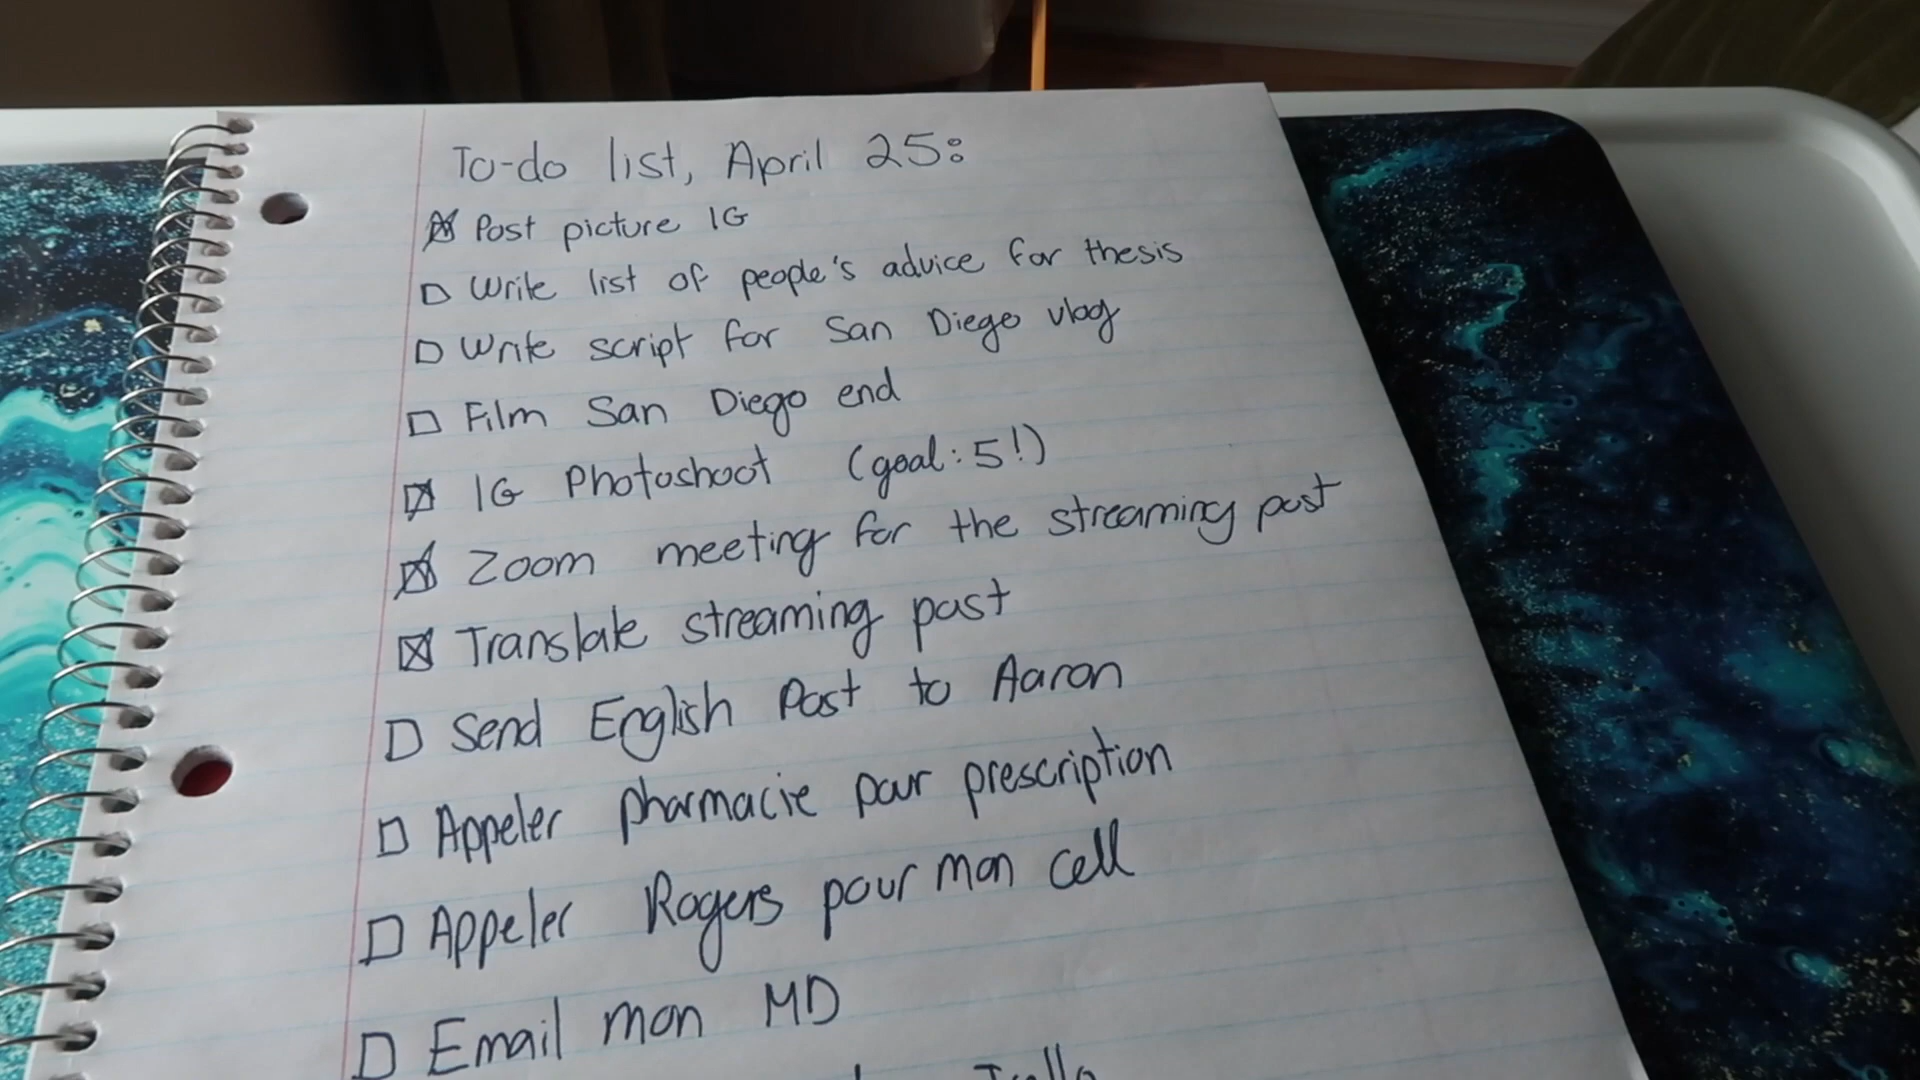 To-do list, April 25:
☒ Post picture IG
☐ Write list of people's advice for thesis
☐ Write script for San Diego vlog
☐ Film San Diego end
☒ IG Photoshoot (goal: 5!)
☒ Zoom meeting for the streaming post
☒ Translate streaming post
☐ Send English Post to Aaron
☐ Appeler pharmacie pour prescription
☐ Appeler Rogers pour mon cell
☐ Email mon MD